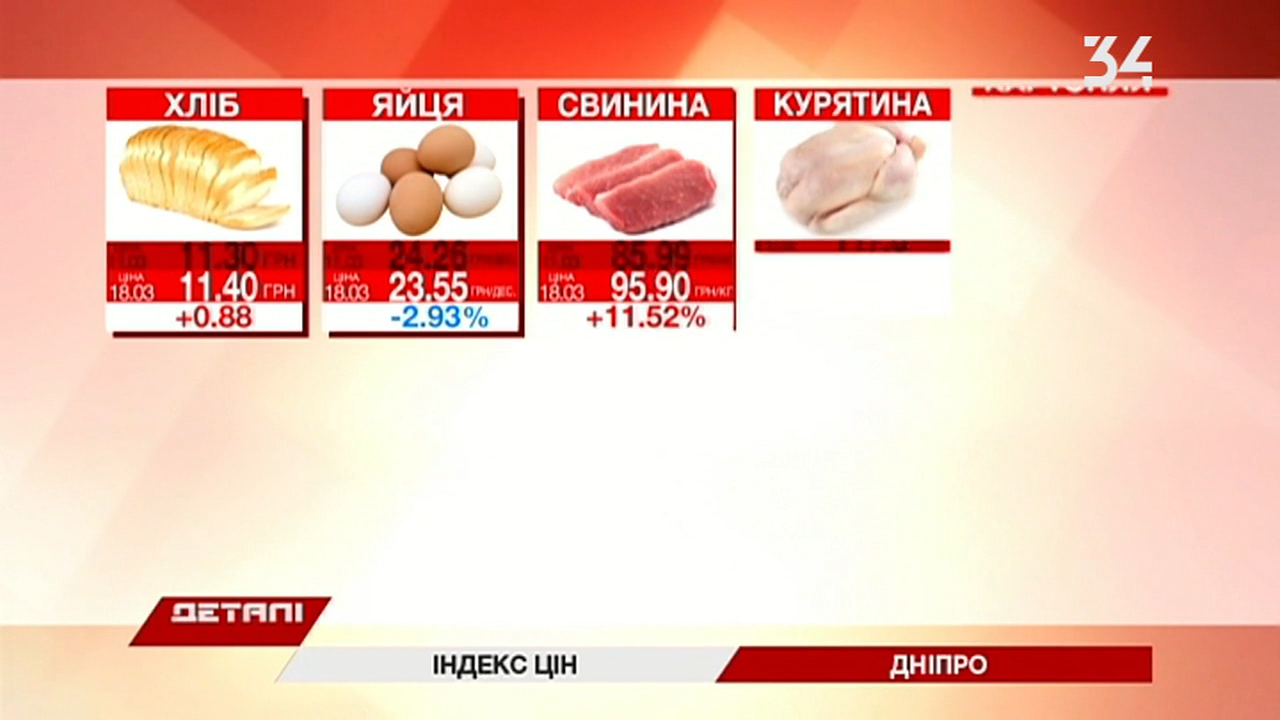 34
ХЛІБ
ЯЙЦЯ
СВИНИНА
КУРЯТИНА
11.30 ГРН
24.26
85.99
ЦІНА
18.03
11.40 ГРН
ЦІНА
18.03
23.55 ГРН/ДЕС.
ЦІНА
18.03
95.90 ГРН/КГ
+0.88
-2.93%
+11.52%
ДЕТАЛІ
ІНДЕКС ЦІН
ДНІПРО